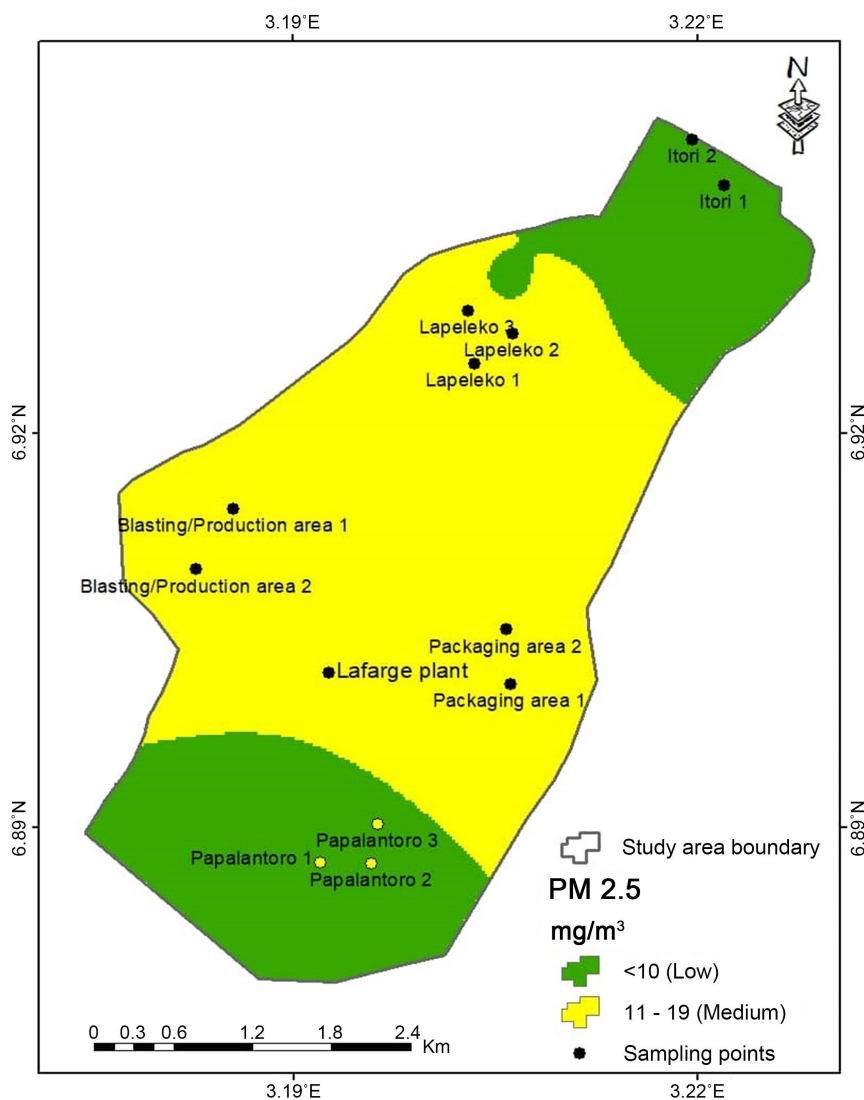 3.19°E 3.22°E
N
Itori 2
Itori 1
Lapeleko 3
Lapeleko 2
Lapeleko 1
6.92°N 6.92°N
Blasting/Production area 1
Blasting/Production area 2
Packaging area 2
Lafarge plant
Packaging area 1
6.89°N 6.89°N
Papalantoro 3
Papalantoro 1
Papalantoro 2
Study area boundary
PM 2.5
mg/m³
<10 (Low)
11 - 19 (Medium)
Sampling points
0 0.3 0.6 1.2 1.8 2.4
Km
3.19°E 3.22°E